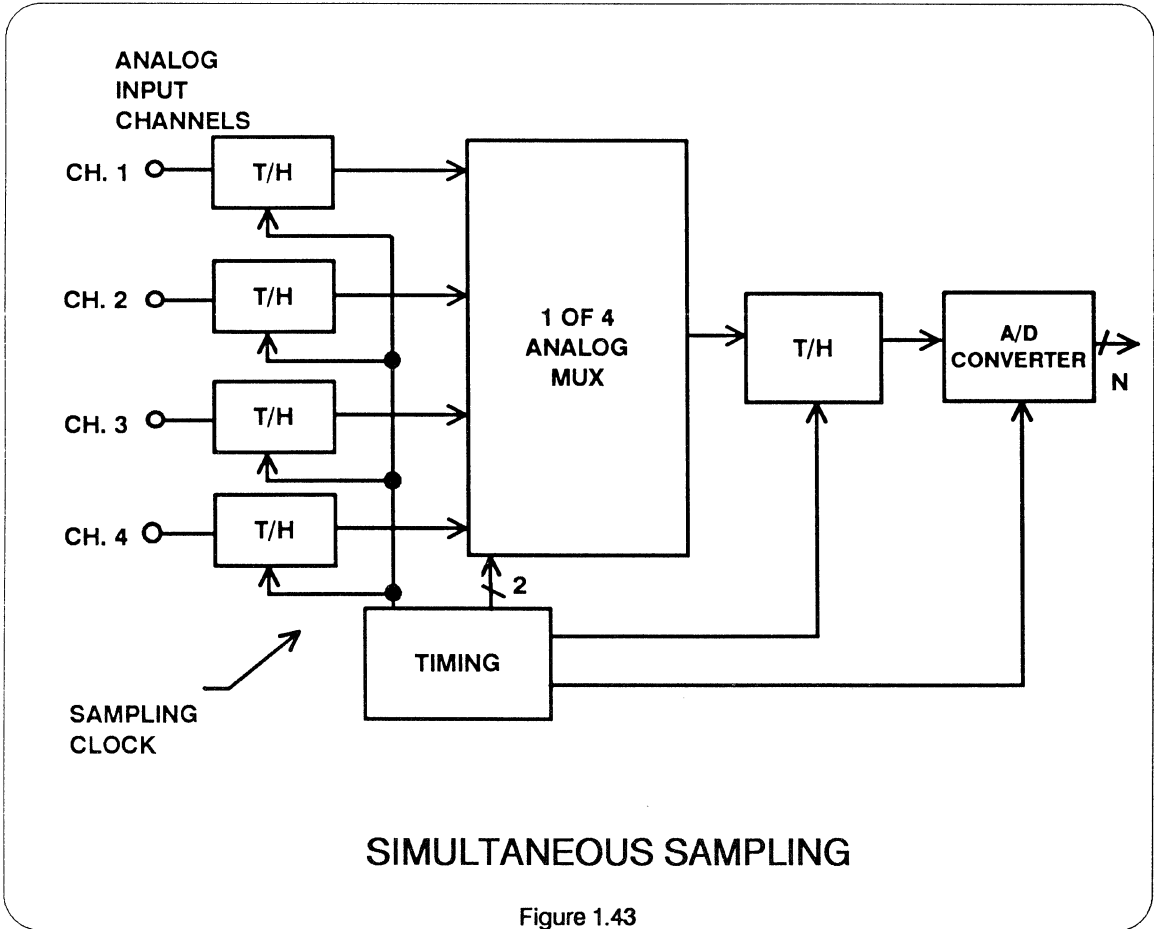 ANALOG
INPUT
CHANNELS
CH. 1
T/H
CH. 2
T/H
CH. 3
T/H
CH. 4
T/H
1 OF 4
ANALOG
MUX
T/H
A/D
CONVERTER
N
2
TIMING
SAMPLING
CLOCK
SIMULTANEOUS SAMPLING
Figure 1.43